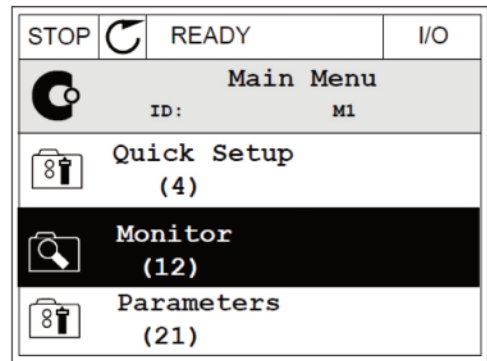 STOP READY I/O
Main Menu
ID: M1
Quick Setup
(4)
Monitor
(12)
Parameters
(21)